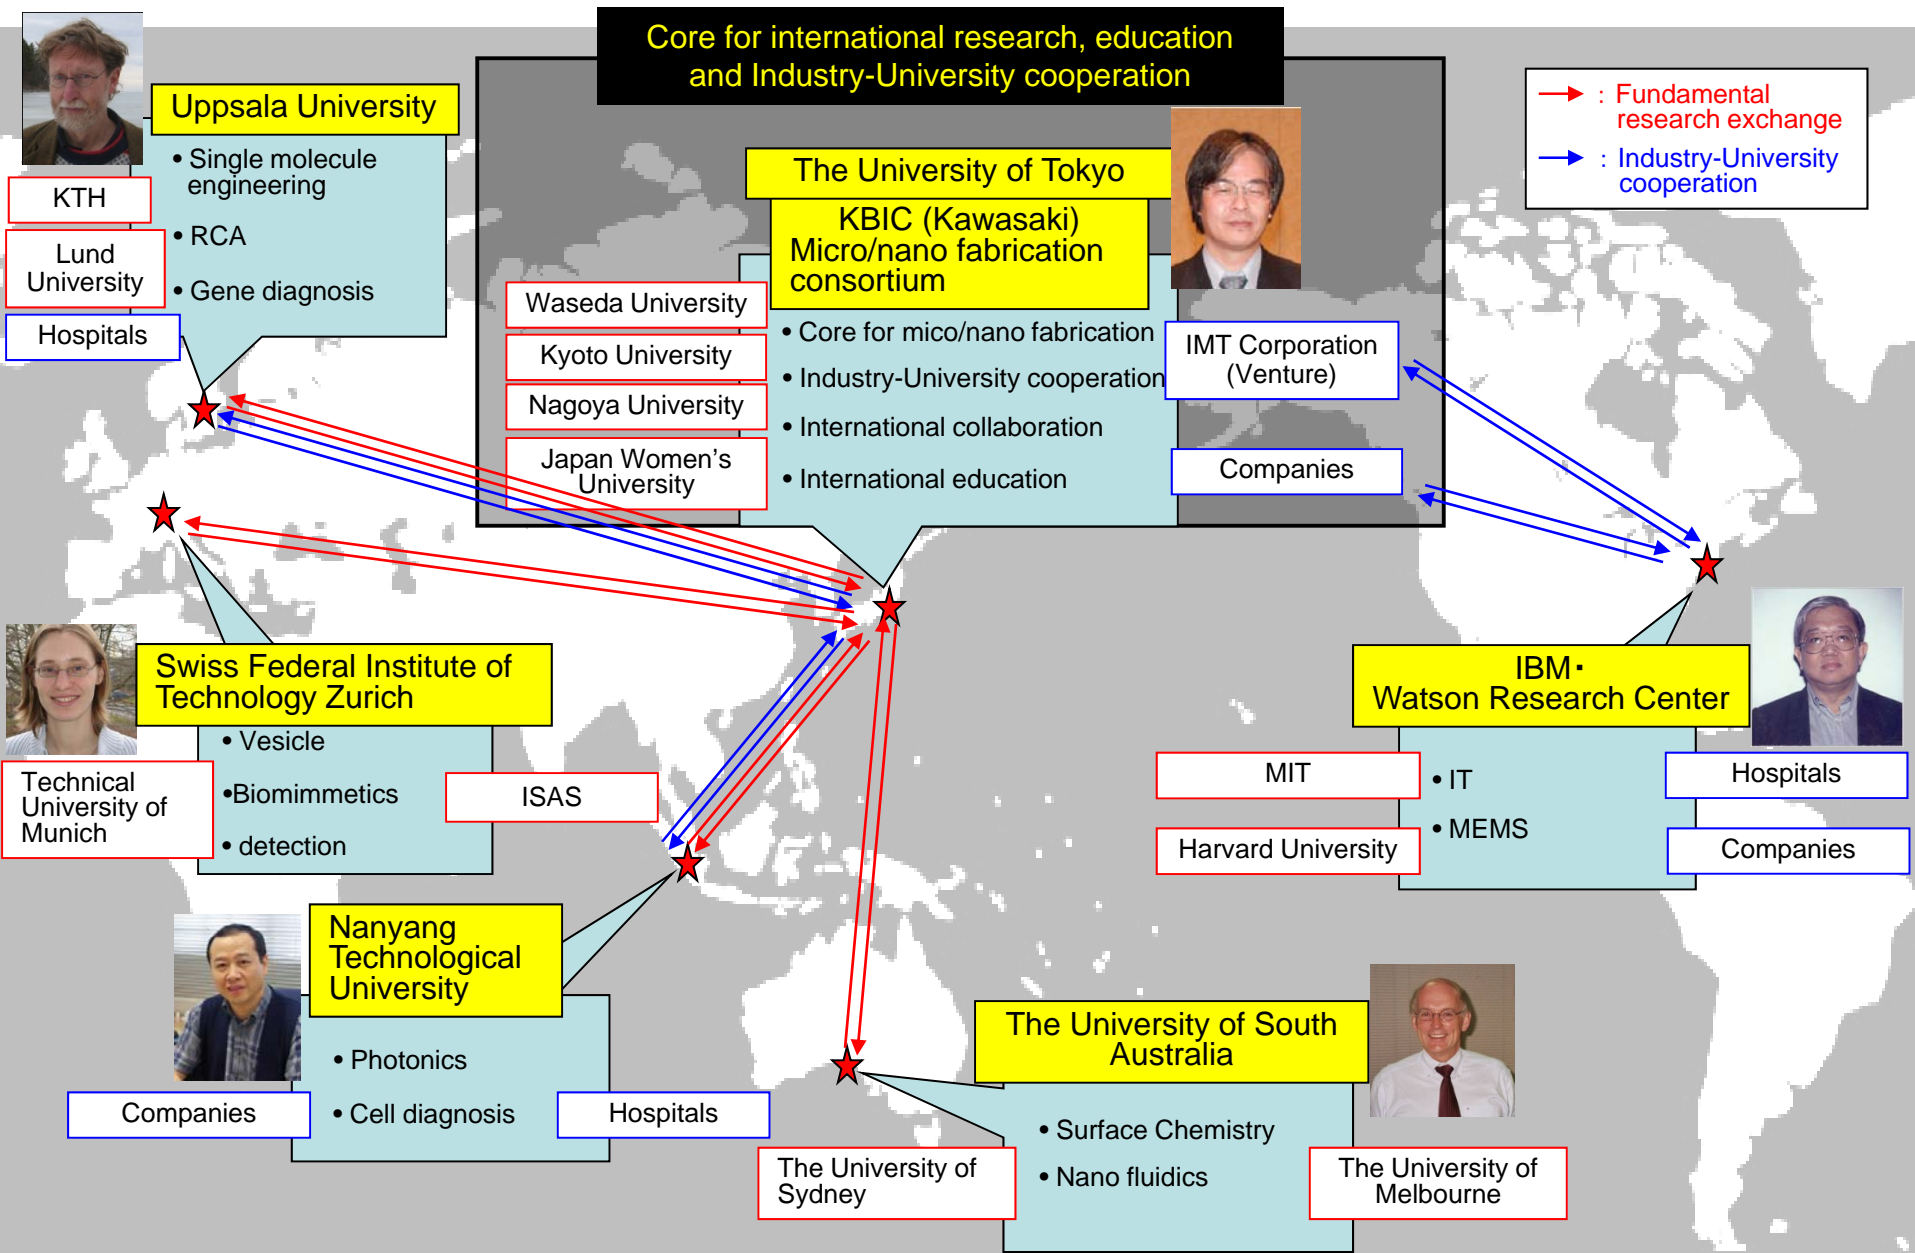 Core for international research, education
and Industry-University cooperation
Uppsala University
• Single molecule
engineering
• RCA
• Gene diagnosis
KTH
Lund
University
Hospitals
: Fundamental
research exchange
: Industry-University
cooperation
The University of Tokyo
KBIC (Kawasaki)
Micro/nano fabrication
consortium
• Core for mico/nano fabrication
• Industry-University cooperation
• International collaboration
• International education
Waseda University
Kyoto University
Nagoya University
Japan Women's
University
IMT Corporation
(Venture)
Companies
Swiss Federal Institute of
Technology Zurich
• Vesicle
•Biomimmetics
• detection
Technical
University of
Munich
ISAS
IBM・
Watson Research Center
• IT
• MEMS
MIT
Harvard University
Hospitals
Companies
Nanyang
Technological
University
• Photonics
• Cell diagnosis
Companies
Hospitals
The University of South
Australia
• Surface Chemistry
• Nano fluidics
The University of
Sydney
The University of
Melbourne